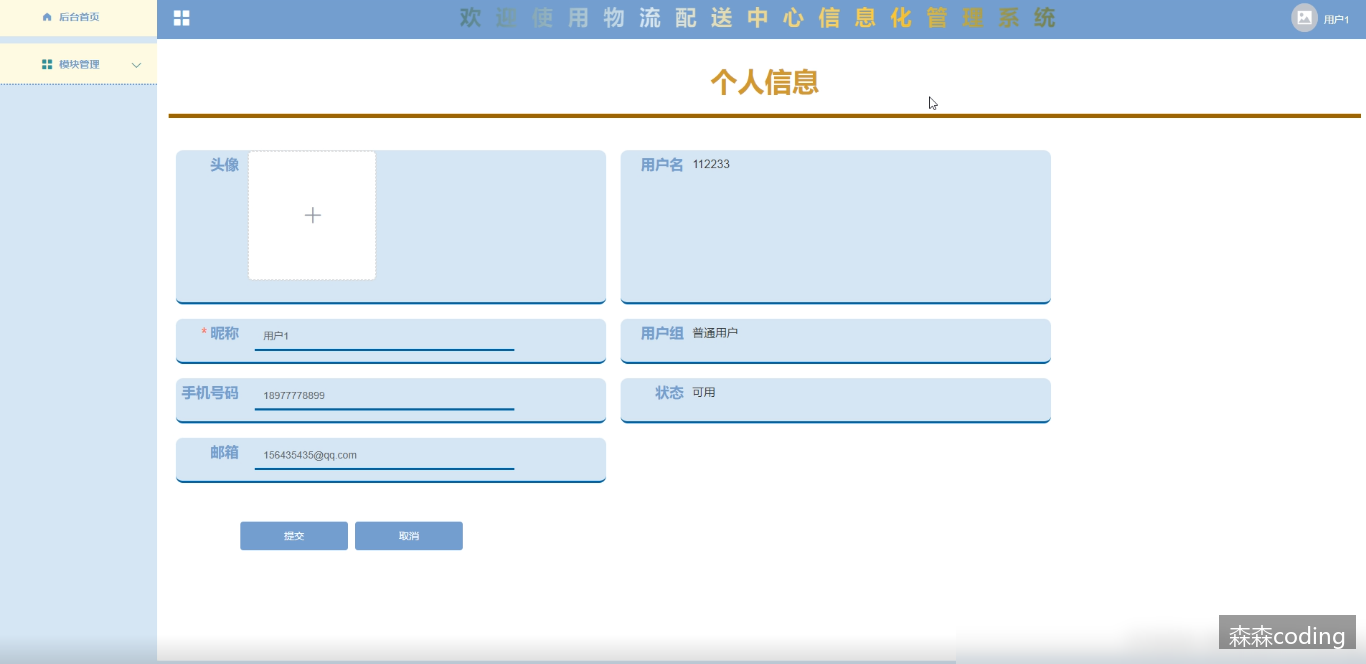 后台首页
欢迎使用物流配送中心信息化管理系统
用户1
模块管理
个人信息
头像
用户名 112233
* 昵称 用户1
用户组 普通用户
手机号码 18977778899
状态 可用
邮箱 156435435@qq.com
提交 取消
森森coding